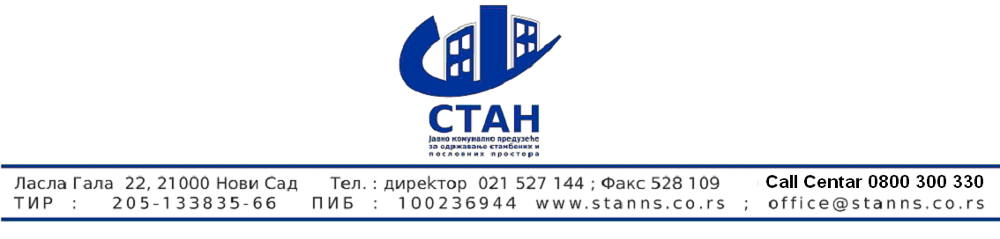 СТАН
Јавно комунално предузеће
за одржавање стамбених и
пословних простора
Ласла Гала 22, 21000 Нови Сад Тел. : диреkтор 021 527 144 ; Факс 528 109 Call Centar 0800 300 330
ТИР : 205-133835-66 ПИБ : 100236944 www.stanns.co.rs ; office@stanns.co.rs